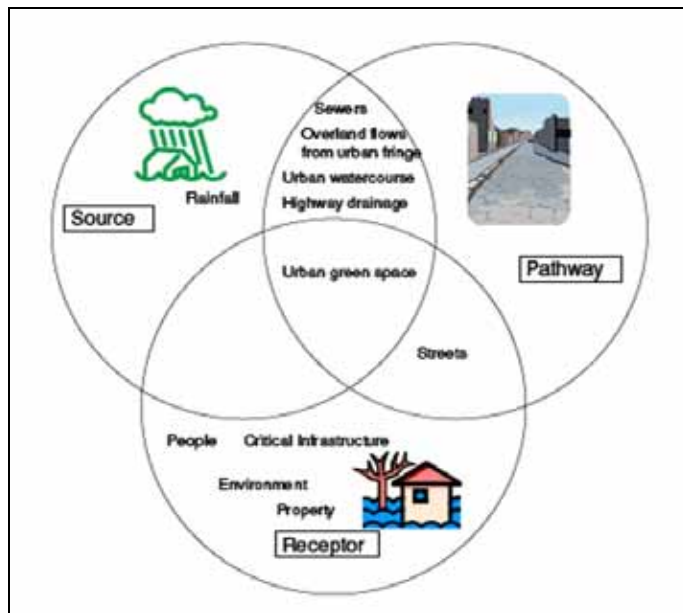 Sewers
Overland flows
from urban fringe
Urban watercourse
Rainfall
Highway drainage
Source
Urban green space
Pathway
Streets
People Critical Infrastructure
Environment
Property
Receptor